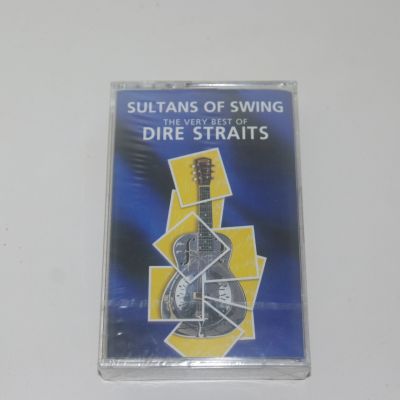 SULTANS OF SWING
THE VERY BEST OF
DIRE STRAITS